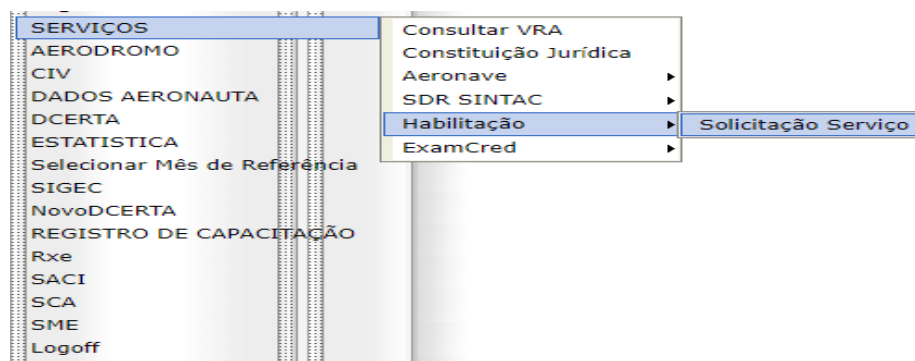 SERVIÇOS
AERODROMO
CIV
DADOS AERONAUTA
DCERTA
ESTATISTICA
Selecionar Mês de Referência
SIGEC
NovoDCERTA
REGISTRO DE CAPACITAÇÃO
Rxe
SACI
SCA
SME
Logoff
Consultar VRA
Constituição Jurídica
Aeronave
SDR SINTAC
Habilitação
ExamCred
Solicitação Serviço